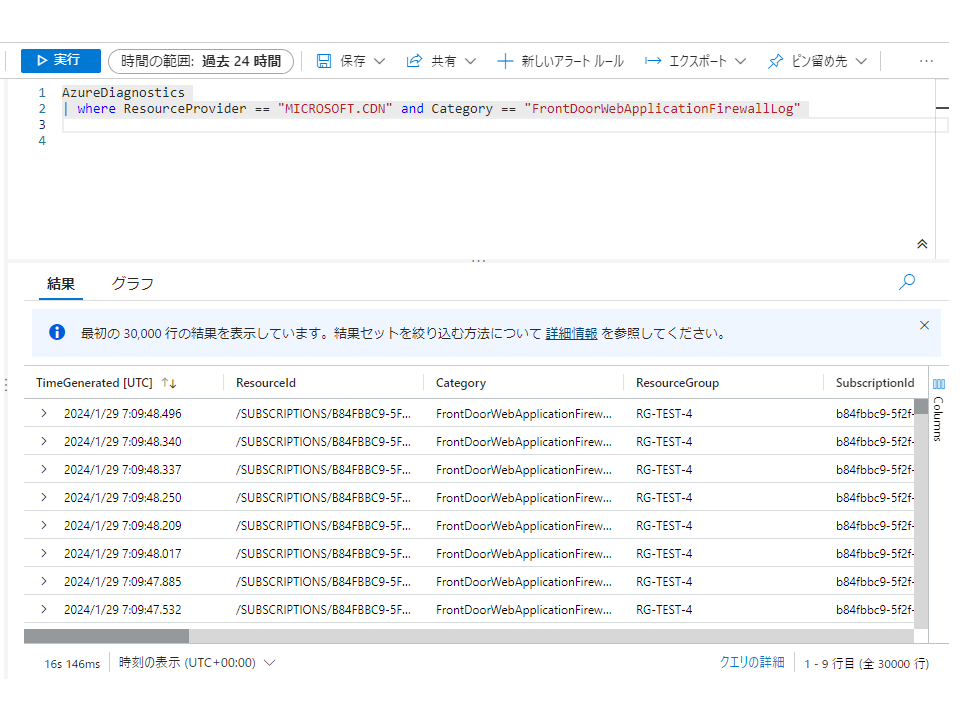 実行 時間の範囲: 過去 24 時間 保存 共有 新しいアラート ルール エクスポート ピン留め先 ...
1 AzureDiagnostics
2 | where ResourceProvider == "MICROSOFT.CDN" and Category == "FrontDoorWebApplicationFirewallLog"
3
4
結果 グラフ
最初の 30,000 行の結果を表示しています。結果セットを絞り込む方法について 詳細情報 を参照してください。
TimeGenerated [UTC] ResourceId Category ResourceGroup SubscriptionId
2024/1/29 7:09:48.496 /SUBSCRIPTIONS/B84FBBC9-5F... FrontDoorWebApplicationFirew... RG-TEST-4 b84fbbc9-5f2f-
2024/1/29 7:09:48.340 /SUBSCRIPTIONS/B84FBBC9-5F... FrontDoorWebApplicationFirew... RG-TEST-4 b84fbbc9-5f2f-
2024/1/29 7:09:48.337 /SUBSCRIPTIONS/B84FBBC9-5F... FrontDoorWebApplicationFirew... RG-TEST-4 b84fbbc9-5f2f-
2024/1/29 7:09:48.250 /SUBSCRIPTIONS/B84FBBC9-5F... FrontDoorWebApplicationFirew... RG-TEST-4 b84fbbc9-5f2f-
2024/1/29 7:09:48.209 /SUBSCRIPTIONS/B84FBBC9-5F... FrontDoorWebApplicationFirew... RG-TEST-4 b84fbbc9-5f2f-
2024/1/29 7:09:48.017 /SUBSCRIPTIONS/B84FBBC9-5F... FrontDoorWebApplicationFirew... RG-TEST-4 b84fbbc9-5f2f-
2024/1/29 7:09:47.885 /SUBSCRIPTIONS/B84FBBC9-5F... FrontDoorWebApplicationFirew... RG-TEST-4 b84fbbc9-5f2f-
2024/1/29 7:09:47.532 /SUBSCRIPTIONS/B84FBBC9-5F... FrontDoorWebApplicationFirew... RG-TEST-4 b84fbbc9-5f2f-
Columns
16s 146ms 時刻の表示 (UTC+00:00) クエリの詳細 1 - 9 行目 (全 30000 行)